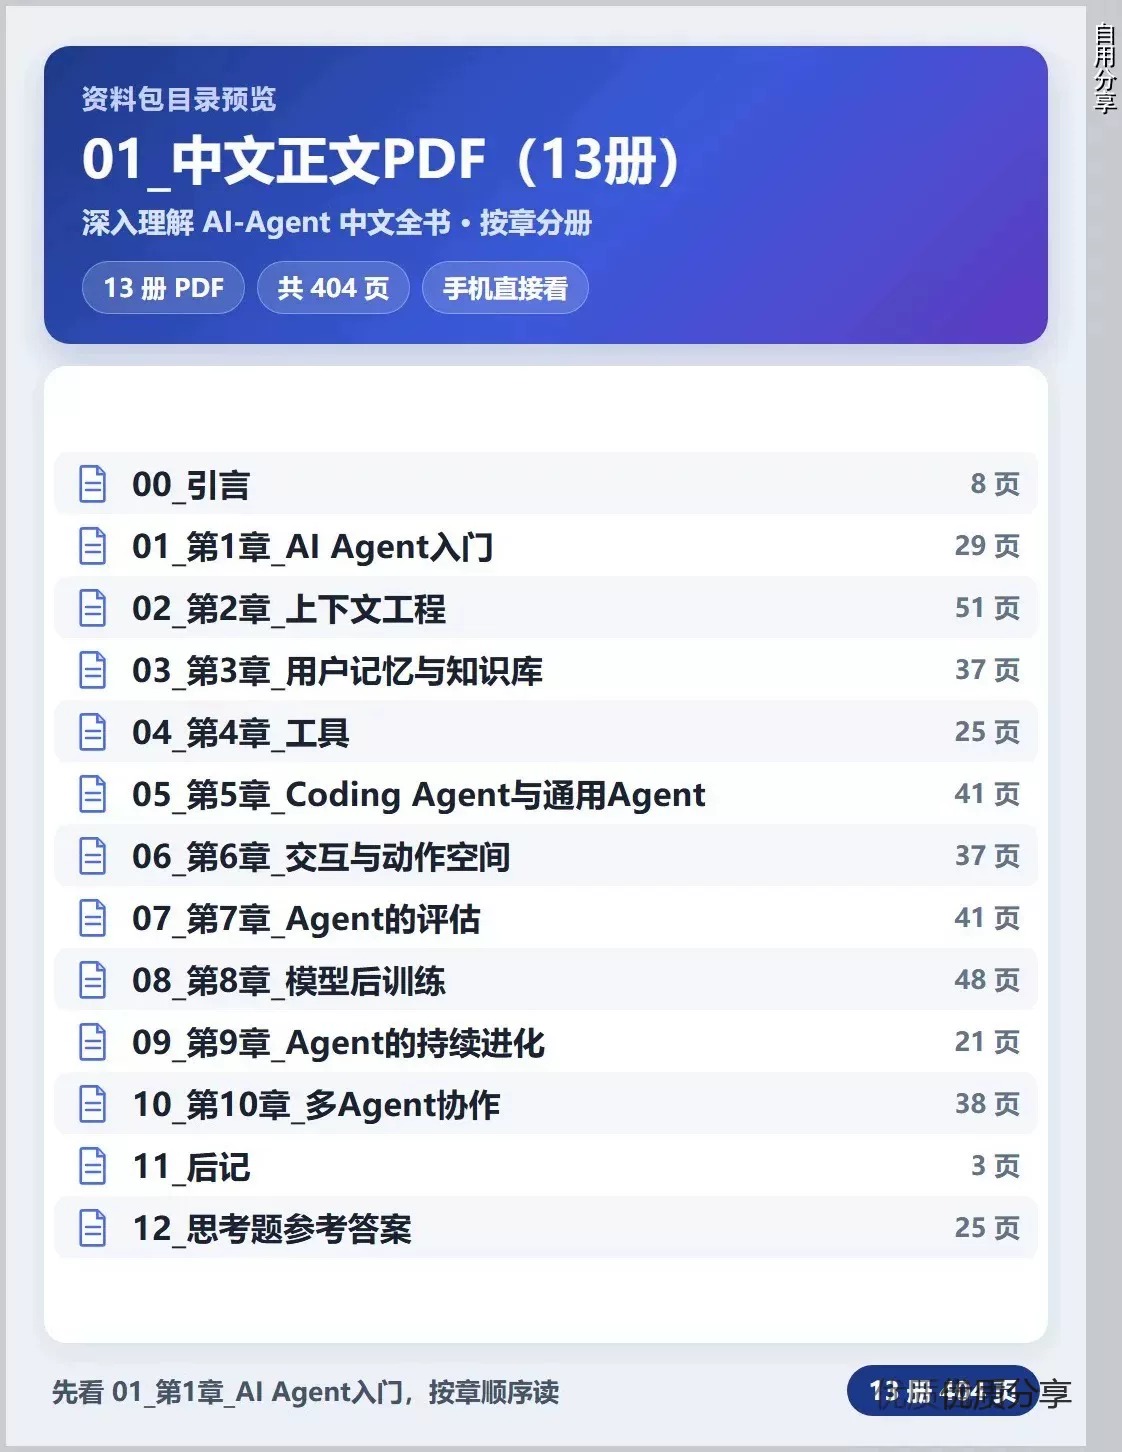 自用分享
资料包目录预览
01_中文正文PDF（13册）
深入理解 AI-Agent 中文全书·按章分册
13 册 PDF
共 404 页
手机直接看
00_引言 8 页
01_第1章_AI Agent入门 29 页
02_第2章_上下文工程 51 页
03_第3章_用户记忆与知识库 37 页
04_第4章_工具 25 页
05_第5章_Coding Agent与通用Agent 41 页
06_第6章_交互与动作空间 37 页
07_第7章_Agent的评估 41 页
08_第8章_模型后训练 48 页
09_第9章_Agent的持续进化 21 页
10_第10章_多Agent协作 38 页
11_后记 3 页
12_思考题参考答案 25 页
先看 01_第1章_AI Agent入门，按章顺序读
13 册 404 页
优质优质分享